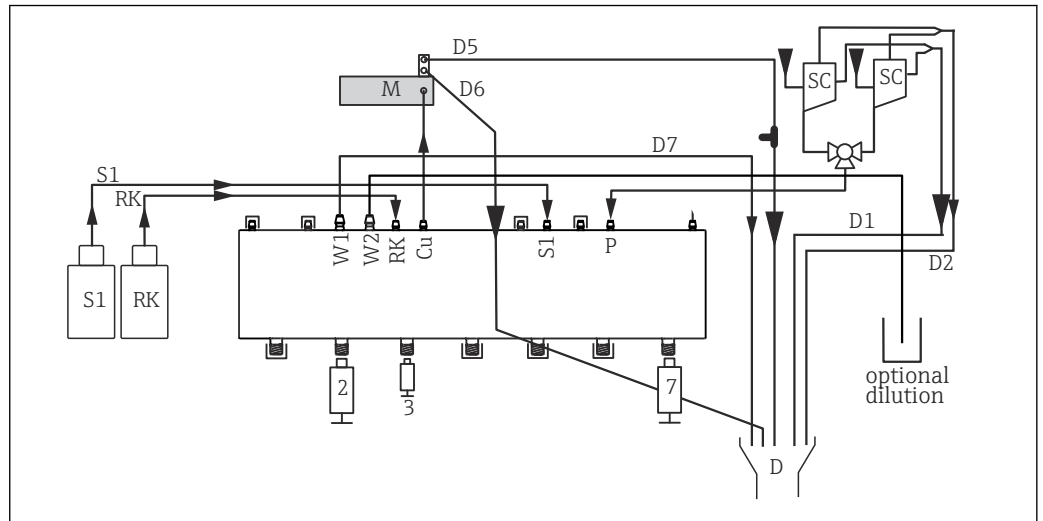 D5
SC
SC
M
D6
D7
S1
RK
W1
W2
RK
Cu
S1
P
D1
D2
S1
RK
optional
dilution
2
3
7
D